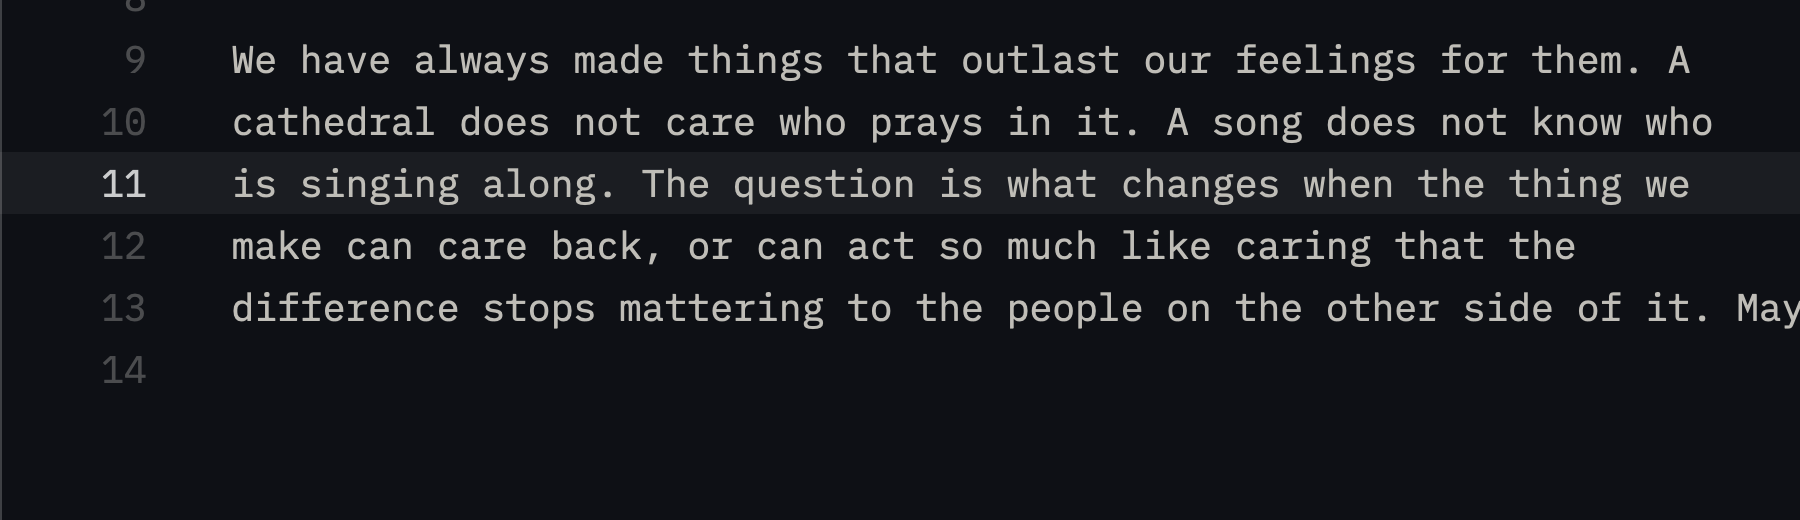 8
9 We have always made things that outlast our feelings for them. A
10 cathedral does not care who prays in it. A song does not know who
11 is singing along. The question is what changes when the thing we
12 make can care back, or can act so much like caring that the
13 difference stops mattering to the people on the other side of it. May
14